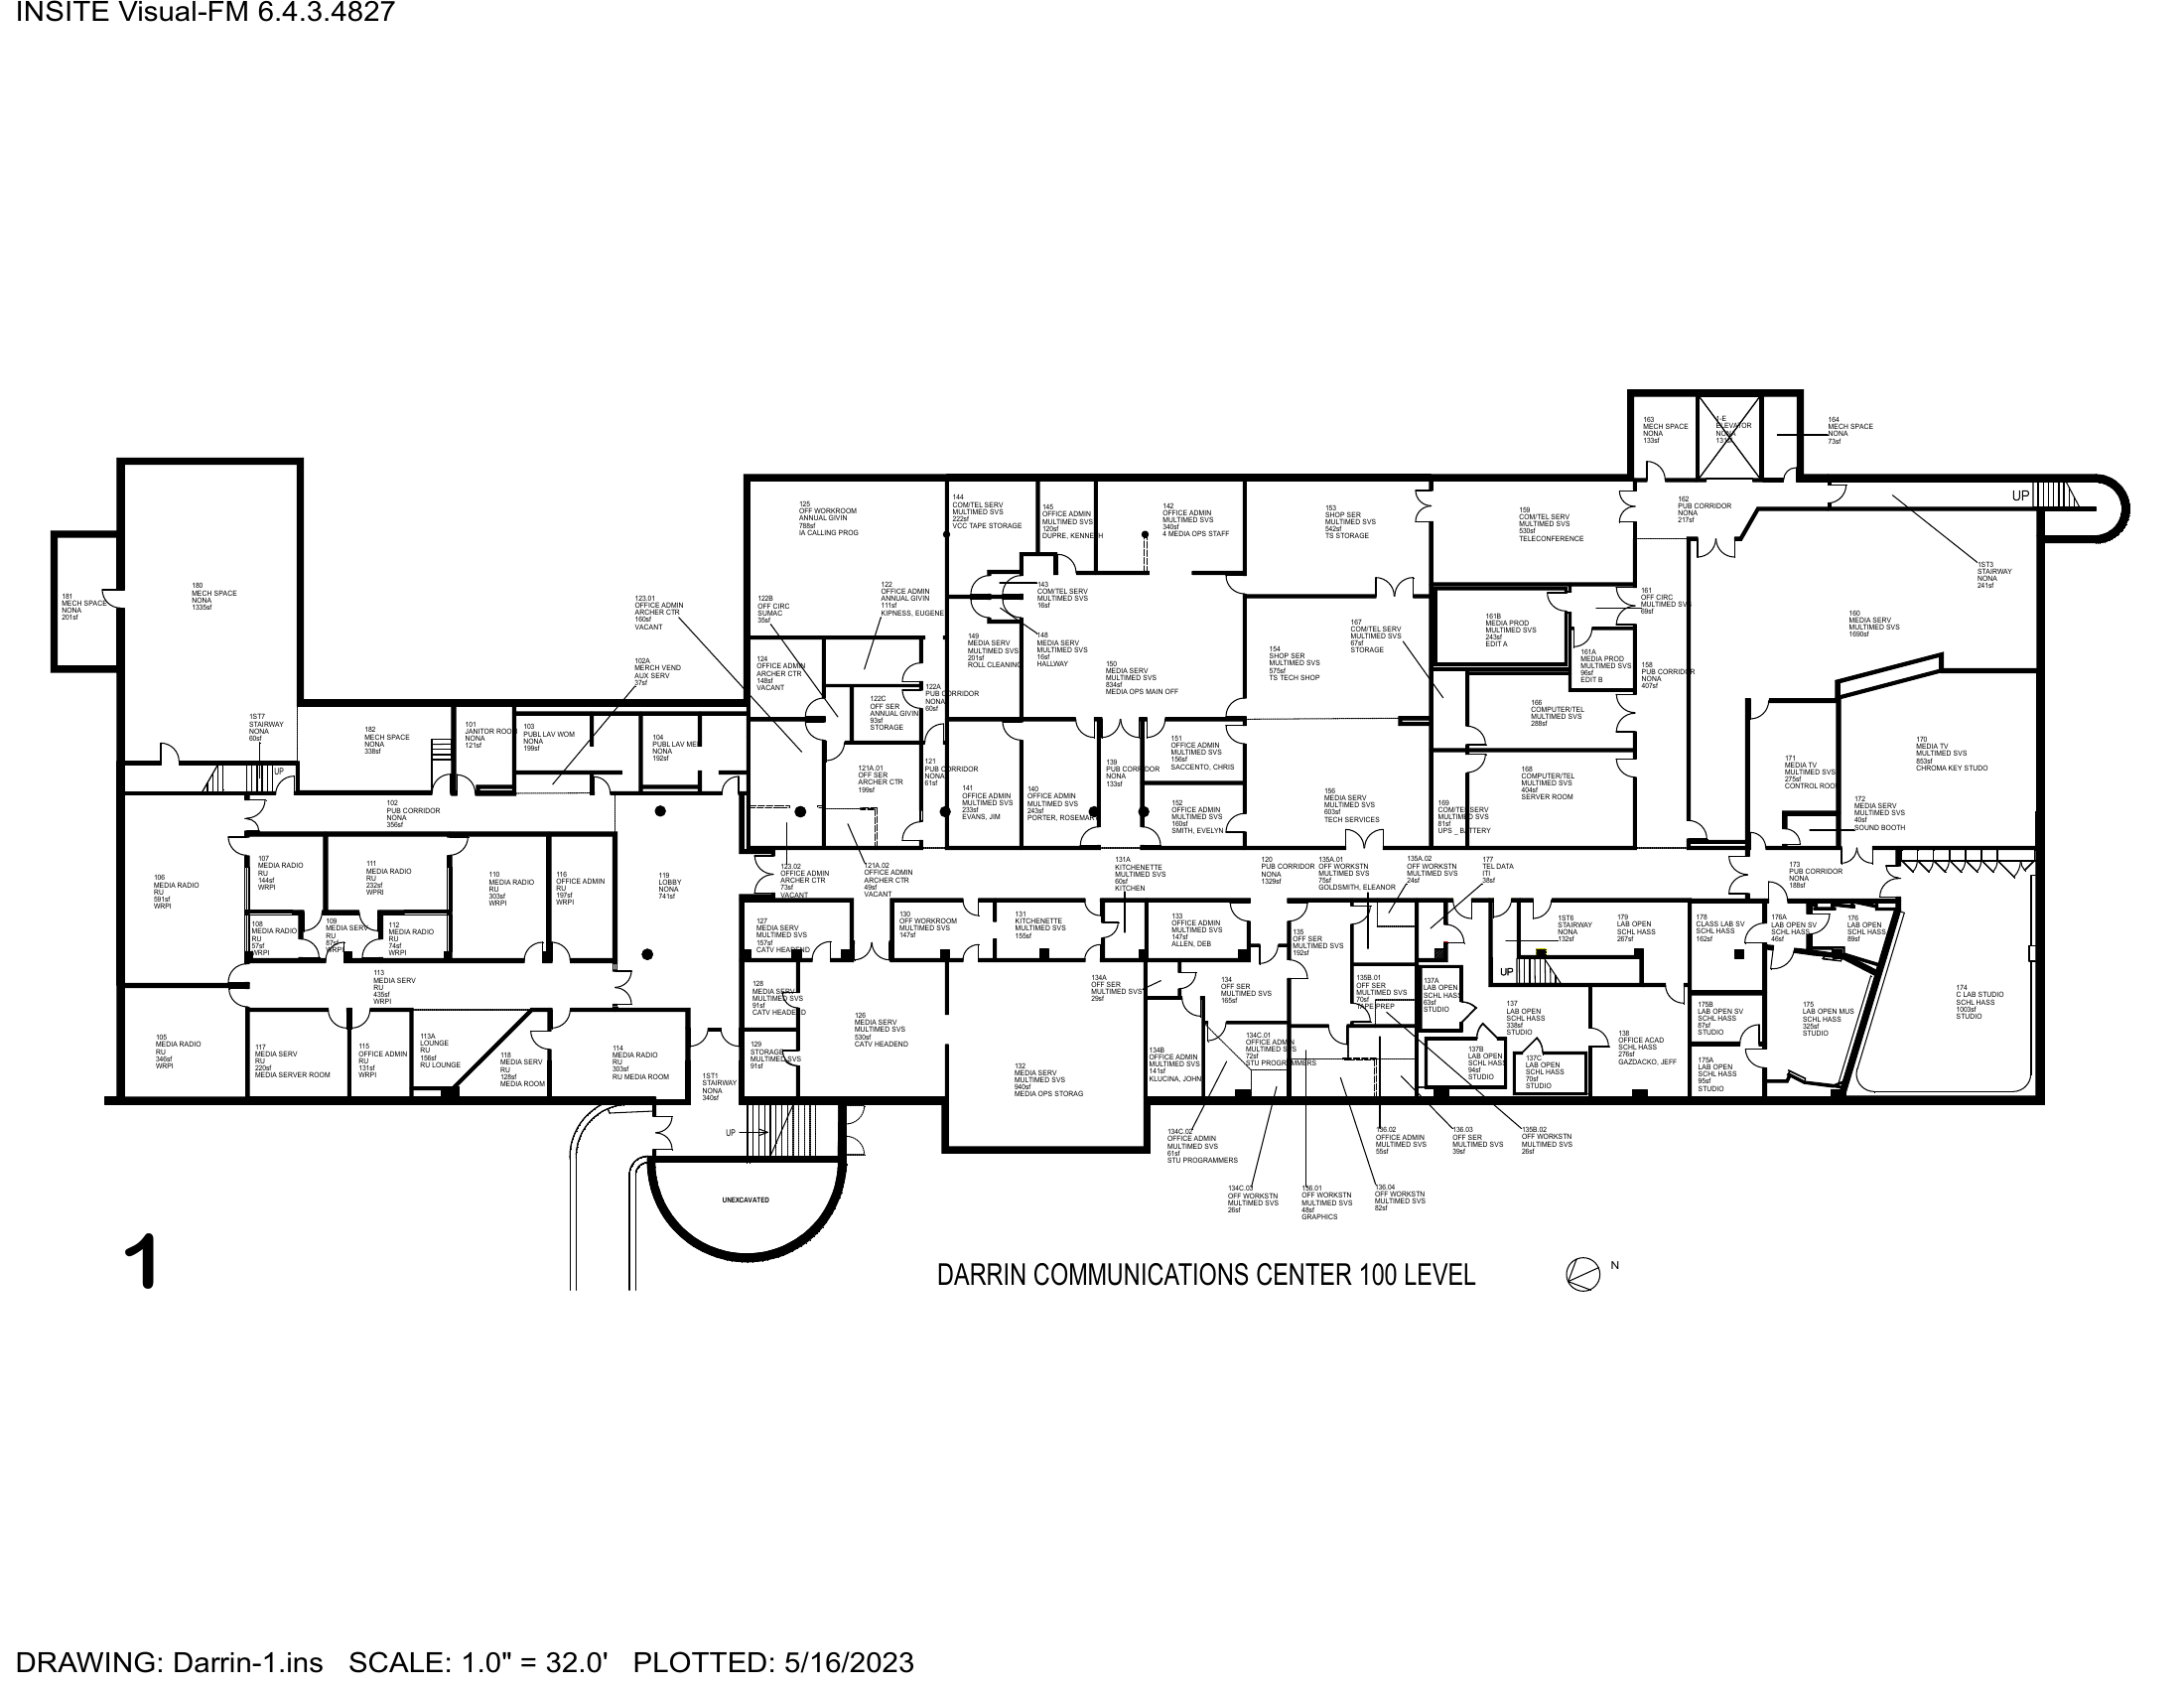 INSITE Visual-FM 6.4.3.4827
163
MECH SPACE
NONA
133sf
1-E
ELEVATOR
NONA
131sf
164
MECH SPACE
NONA
73sf
125
OFF WORKROOM
ANNUAL GIVIN
788sf
IA CALLING PROG
144
COM/TEL SERV
MULTIMED SVS
222sf
VCC TAPE STORAGE
145
OFFICE ADMIN
MULTIMED SVS
120sf
DUPRE, KENNETH
142
OFFICE ADMIN
MULTIMED SVS
340sf
4 MEDIA OPS STAFF
153
SHOP SER
MULTIMED SVS
542sf
TS STORAGE
159
COM/TEL SERV
MULTIMED SVS
530sf
TELECONFERENCE
162
PUB CORRIDOR
NONA
217sf
UP
1ST3
STAIRWAY
NONA
241sf
181
MECH SPACE
NONA
201sf
180
MECH SPACE
NONA
1335sf
123.01
OFFICE ADMIN
ARCHER CTR
160sf
VACANT
122B
OFF CIRC
SUMAC
35sf
122
OFFICE ADMIN
ANNUAL GIVIN
111sf
KIPNESS, EUGENE
143
COM/TEL SERV
MULTIMED SVS
16sf
161B
MEDIA PROD
MULTIMED SVS
243sf
EDIT A
161
OFF CIRC
MULTIMED SVS
69sf
160
MEDIA SERV
MULTIMED SVS
1690sf
102A
MERCH VEND
AUX SERV
37sf
124
OFFICE ADMIN
ARCHER CTR
148sf
VACANT
149
MEDIA SERV
MULTIMED SVS
201sf
ROLL CLEANING
148
MEDIA SERV
MULTIMED SVS
16sf
HALLWAY
150
MEDIA SERV
MULTIMED SVS
834sf
MEDIA OPS MAIN OFF
154
SHOP SER
MULTIMED SVS
575sf
TS TECH SHOP
167
COM/TEL SERV
MULTIMED SVS
67sf
STORAGE
161A
MEDIA PROD
MULTIMED SVS
96sf
EDIT B
158
PUB CORRIDOR
NONA
407sf
122A
PUB CORRIDOR
NONA
60sf
122C
OFF SER
ANNUAL GIVIN
93sf
STORAGE
166
COMPUTER/TEL
MULTIMED SVS
288sf
1ST7
STAIRWAY
NONA
60sf
UP
182
MECH SPACE
NONA
338sf
101
JANITOR ROOM
NONA
121sf
103
PUBL LAV WOM
NONA
199sf
104
PUBL LAV MEN
NONA
192sf
121A.01
OFF SER
ARCHER CTR
199sf
121
PUB CORRIDOR
NONA
61sf
139
PUB CORRIDOR
NONA
133sf
151
OFFICE ADMIN
MULTIMED SVS
156sf
SACCENTO, CHRIS
168
COMPUTER/TEL
MULTIMED SVS
404sf
SERVER ROOM
171
MEDIA TV
MULTIMED SVS
275sf
CONTROL ROOM
170
MEDIA TV
MULTIMED SVS
853sf
CHROMA KEY STUDO
102
PUB CORRIDOR
NONA
356sf
141
OFFICE ADMIN
MULTIMED SVS
233sf
EVANS, JIM
140
OFFICE ADMIN
MULTIMED SVS
243sf
PORTER, ROSEMARY
152
OFFICE ADMIN
MULTIMED SVS
160sf
SMITH, EVELYN
156
MEDIA SERV
MULTIMED SVS
603sf
TECH SERVICES
169
COM/TEL SERV
MULTIMED SVS
81sf
UPS _ BATTERY
172
MEDIA SERV
MULTIMED SVS
40sf
SOUND BOOTH
106
MEDIA RADIO
RU
591sf
WRPI
107
MEDIA RADIO
RU
144sf
WRPI
111
MEDIA RADIO
RU
232sf
WPRI
110
MEDIA RADIO
RU
303sf
WRPI
116
OFFICE ADMIN
RU
197sf
WRPI
119
LOBBY
NONA
741sf
123.02
OFFICE ADMIN
ARCHER CTR
73sf
VACANT
121A.02
OFFICE ADMIN
ARCHER CTR
49sf
VACANT
131A
KITCHENETTE
MULTIMED SVS
60sf
KITCHEN
120
PUB CORRIDOR
NONA
1329sf
135A.01
OFF WORKSTN
MULTIMED SVS
75sf
GOLDSMITH, ELEANOR
135A.02
OFF WORKSTN
MULTIMED SVS
24sf
177
TEL DATA
ITI
38sf
173
PUB CORRIDOR
NONA
188sf
108
MEDIA RADIO
RU
57sf
WRPI
109
MEDIA SERV
RU
87sf
WRPI
112
MEDIA RADIO
RU
74sf
WRPI
127
MEDIA SERV
MULTIMED SVS
157sf
CATV HEADEND
130
OFF WORKROOM
MULTIMED SVS
147sf
131
KITCHENETTE
MULTIMED SVS
155sf
133
OFFICE ADMIN
MULTIMED SVS
147sf
ALLEN, DEB
135
OFF SER
MULTIMED SVS
192sf
1ST6
STAIRWAY
NONA
132sf
UP
179
LAB OPEN
SCHL HASS
267sf
178
CLASS LAB SV
SCHL HASS
162sf
176A
LAB OPEN SV
SCHL HASS
46sf
176
LAB OPEN
SCHL HASS
89sf
113
MEDIA SERV
RU
435sf
WRPI
128
MEDIA SERV
MULTIMED SVS
91sf
CATV HEADEND
134A
OFF SER
MULTIMED SVS
29sf
134
OFF SER
MULTIMED SVS
165sf
135B.01
OFF SER
MULTIMED SVS
70sf
TAPE PREP
137A
LAB OPEN
SCHL HASS
63sf
STUDIO
137
LAB OPEN
SCHL HASS
338sf
STUDIO
175B
LAB OPEN SV
SCHL HASS
87sf
STUDIO
175
LAB OPEN MUS
SCHL HASS
325sf
STUDIO
174
C LAB STUDIO
SCHL HASS
1003sf
STUDIO
105
MEDIA RADIO
RU
346sf
WRPI
117
MEDIA SERV
RU
220sf
MEDIA SERVER ROOM
115
OFFICE ADMIN
RU
131sf
WRPI
113A
LOUNGE
RU
156sf
RU LOUNGE
118
MEDIA SERV
RU
128sf
MEDIA ROOM
114
MEDIA RADIO
RU
303sf
RU MEDIA ROOM
1ST1
STAIRWAY
NONA
340sf
129
STORAGE
MULTIMED SVS
91sf
126
MEDIA SERV
MULTIMED SVS
530sf
CATV HEADEND
132
MEDIA SERV
MULTIMED SVS
940sf
MEDIA OPS STORAG
134B
OFFICE ADMIN
MULTIMED SVS
141sf
KLUCINA, JOHN
134C.01
OFFICE ADMIN
MULTIMED SVS
72sf
STU PROGRAMMERS
137B
LAB OPEN
SCHL HASS
94sf
STUDIO
137C
LAB OPEN
SCHL HASS
70sf
STUDIO
138
OFFICE ACAD
SCHL HASS
276sf
GAZDACKO, JEFF
175A
LAB OPEN
SCHL HASS
95sf
STUDIO
UP
134C.02
OFFICE ADMIN
MULTIMED SVS
61sf
STU PROGRAMMERS
136.02
OFFICE ADMIN
MULTIMED SVS
55sf
136.03
OFF SER
MULTIMED SVS
39sf
135B.02
OFF WORKSTN
MULTIMED SVS
26sf
134C.03
OFF WORKSTN
MULTIMED SVS
26sf
136.01
OFF WORKSTN
MULTIMED SVS
48sf
GRAPHICS
136.04
OFF WORKSTN
MULTIMED SVS
82sf
UNEXCAVATED
1
DARRIN COMMUNICATIONS CENTER 100 LEVEL
N
DRAWING: Darrin-1.ins SCALE: 1.0" = 32.0' PLOTTED: 5/16/2023